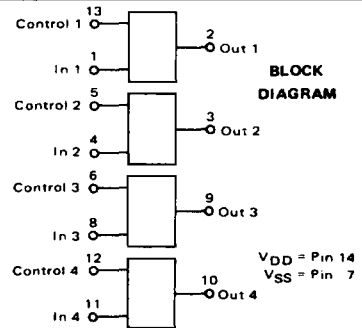 13
Control 1
2
Out 1
1
In 1
BLOCK
DIAGRAM
5
Control 2
3
Out 2
4
In 2
6
Control 3
9
Out 3
8
In 3
VDD = Pin 14
VSS = Pin 7
12
Control 4
10
Out 4
11
In 4